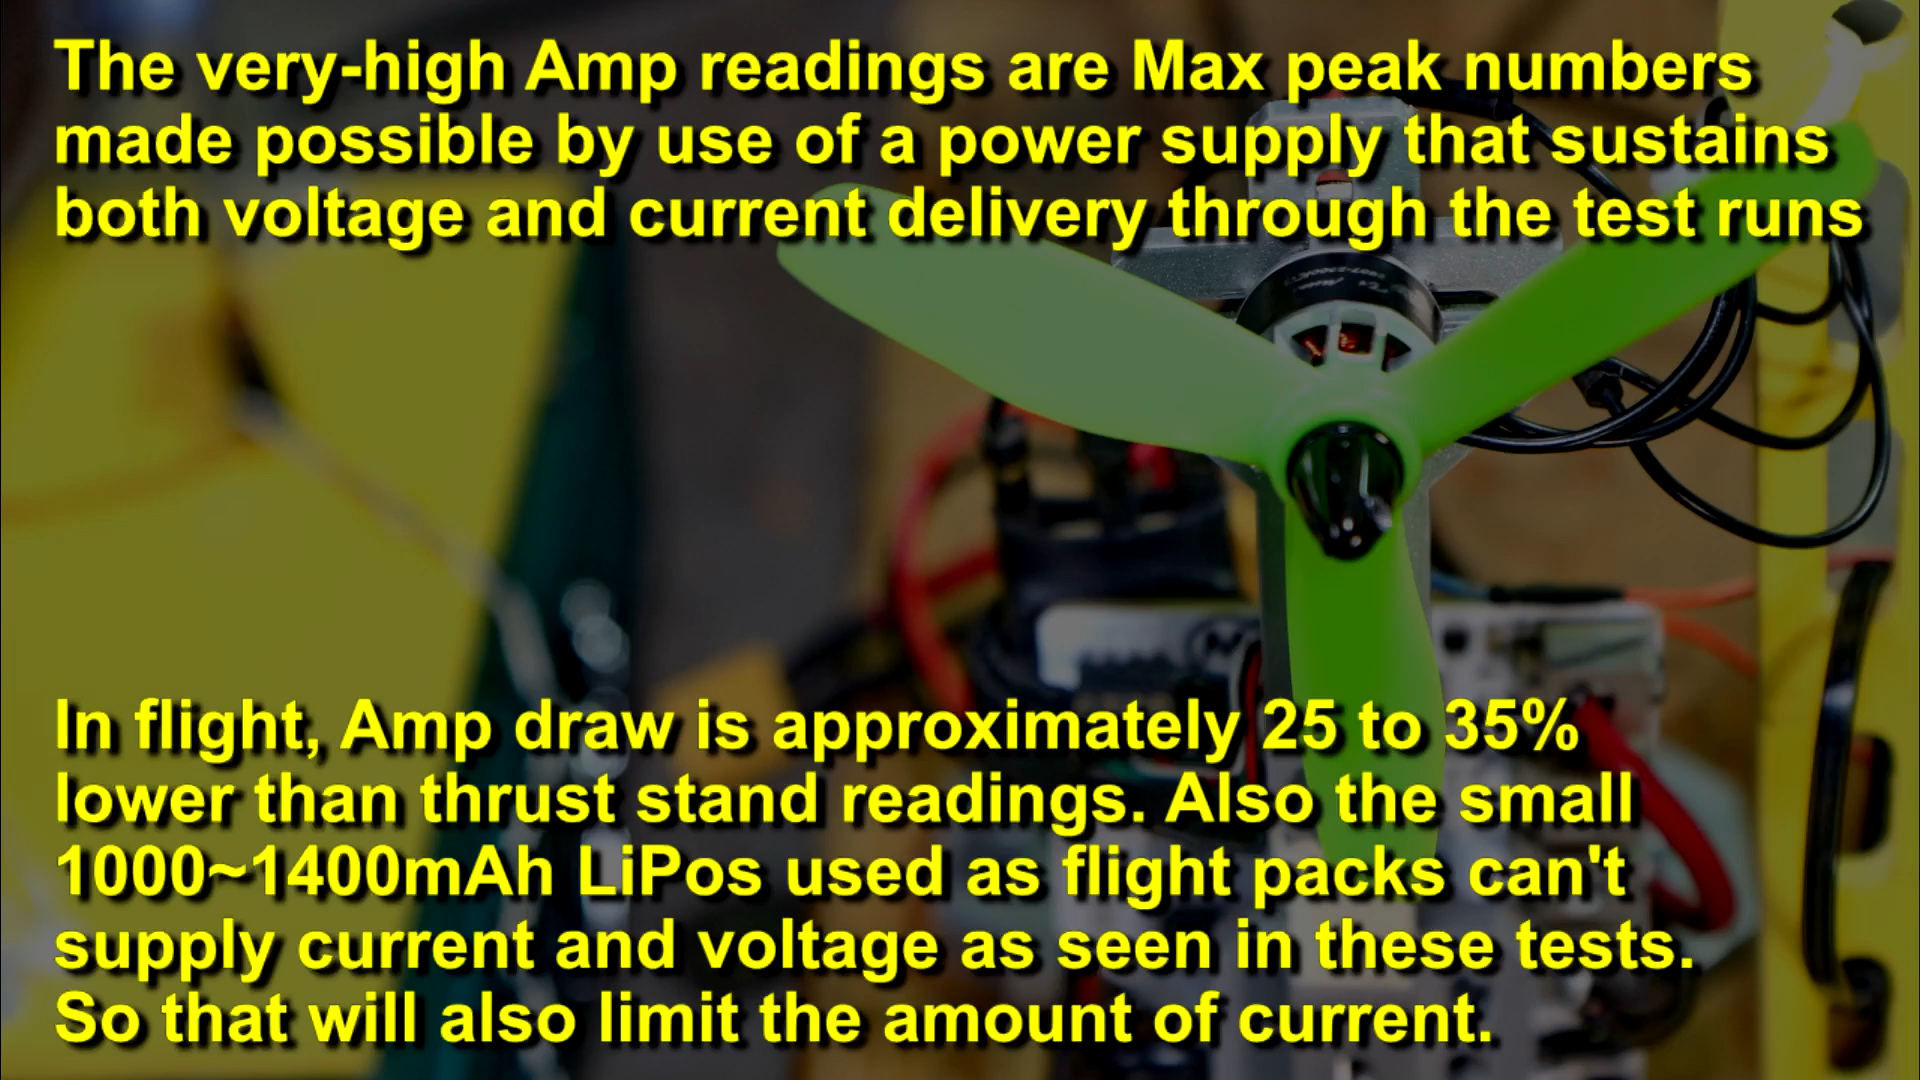 The very-high Amp readings are Max peak numbers
made possible by use of a power supply that sustains
both voltage and current delivery through the test runs
In flight, Amp draw is approximately 25 to 35%
lower than thrust stand readings. Also the small
1000~1400mAh LiPos used as flight packs can't
supply current and voltage as seen in these tests.
So that will also limit the amount of current.